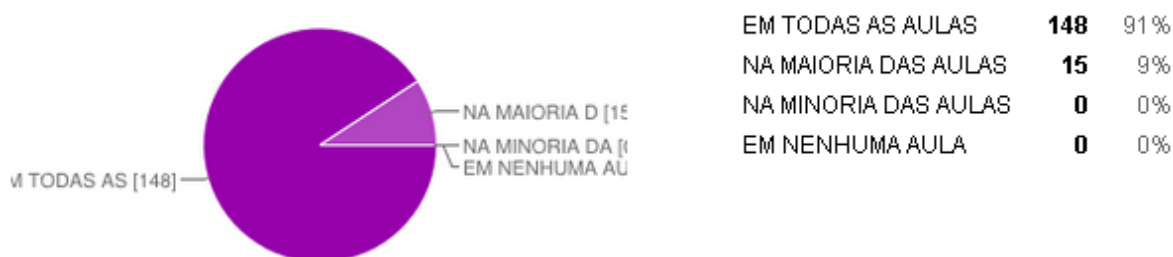 EM TODAS AS AULAS 148 91%
NA MAIORIA DAS AULAS 15 9%
NA MINORIA DAS AULAS 0 0%
EM NENHUMA AULA 0 0%
NA MAIORIA D [15
NA MINORIA DA [
EM NENHUMA AU
TODAS AS [148]